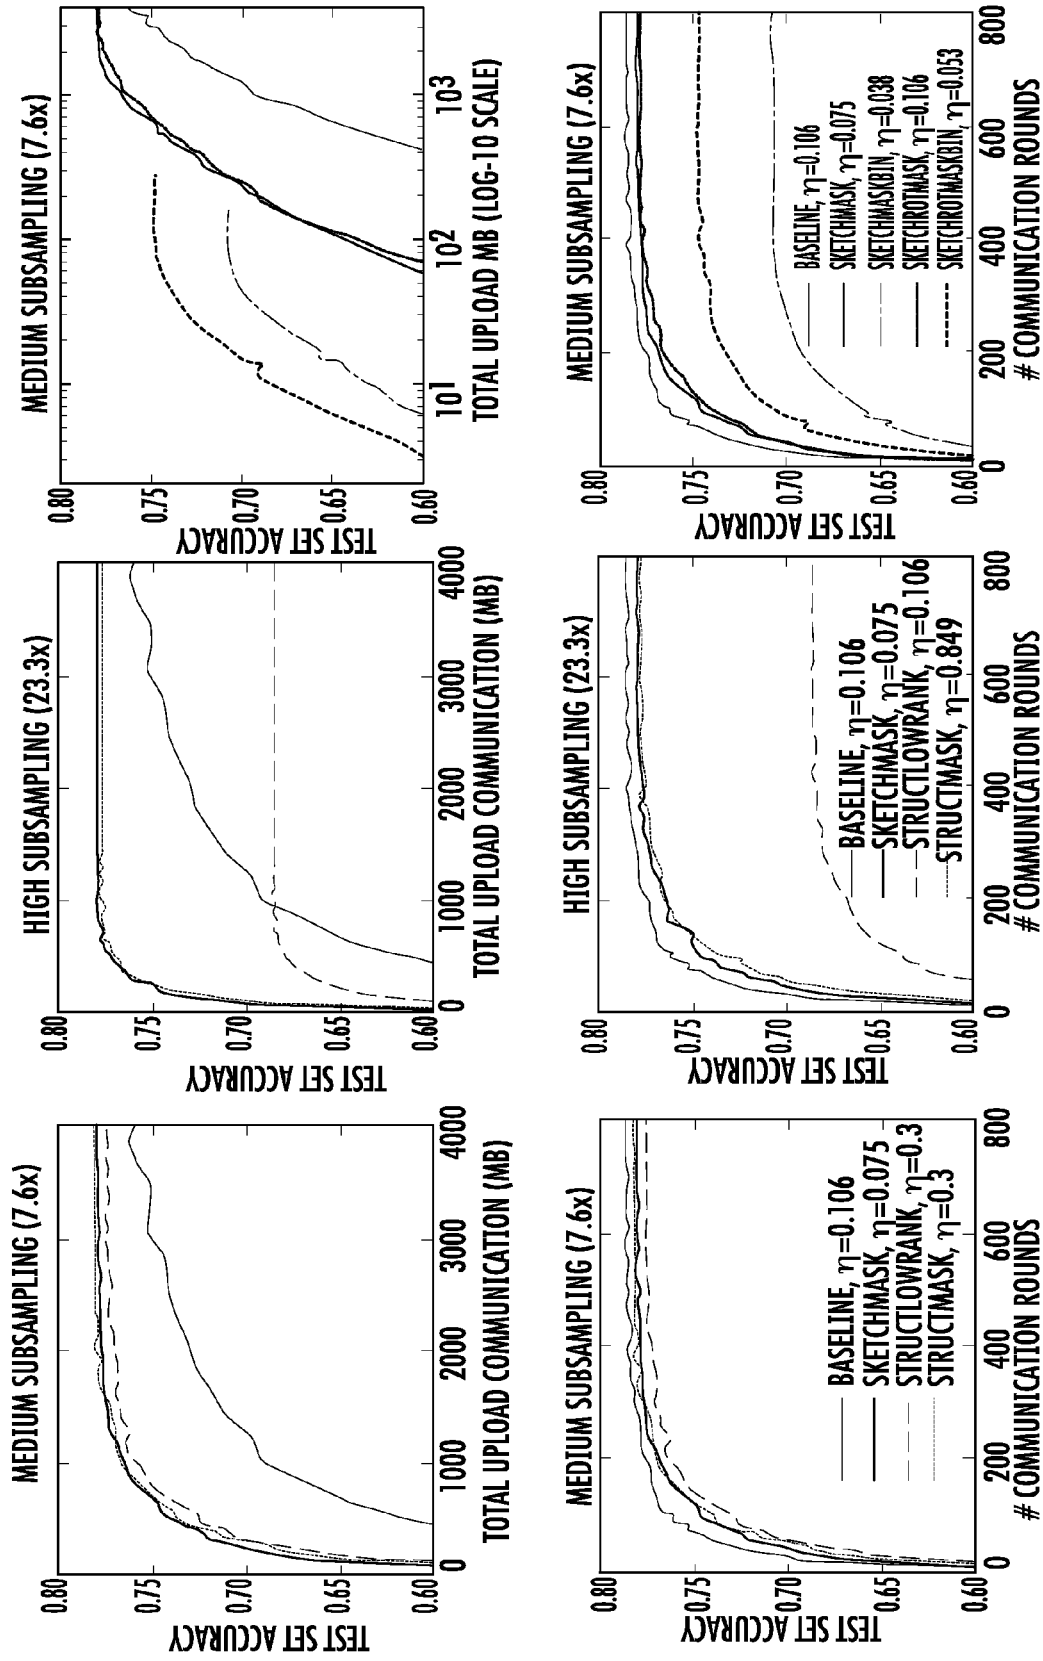 MEDIUM SUBSAMPLING (7.6x)
0.80
0.75
0.70
0.65
0.60
TEST SET ACCURACY
0
1000
2000
3000
4000
TOTAL UPLOAD COMMUNICATION (MB)
HIGH SUBSAMPLING (23.3x)
0.80
0.75
0.70
0.65
0.60
TEST SET ACCURACY
0
1000
2000
3000
4000
TOTAL UPLOAD COMMUNICATION (MB)
MEDIUM SUBSAMPLING (7.6x)
0.80
0.75
0.70
0.65
0.60
TEST SET ACCURACY
10¹
10²
10³
TOTAL UPLOAD MB (LOG-10 SCALE)
MEDIUM SUBSAMPLING (7.6x)
0.80
0.75
0.70
0.65
0.60
TEST SET ACCURACY
BASELINE, η=0.106
SKETCHMASK, η=0.075
STRUCTLOWRANK, η=0.3
STRUCTMASK, η=0.3
0
200
400
600
800
# COMMUNICATION ROUNDS
HIGH SUBSAMPLING (23.3x)
0.80
0.75
0.70
0.65
0.60
TEST SET ACCURACY
BASELINE, η=0.106
SKETCHMASK, η=0.075
STRUCTLOWRANK, η=0.106
STRUCTMASK, η=0.849
0
200
400
600
800
# COMMUNICATION ROUNDS
MEDIUM SUBSAMPLING (7.6x)
0.80
0.75
0.70
0.65
0.60
TEST SET ACCURACY
BASELINE, η=0.106
SKETCHMASK, η=0.075
SKETCHMASKBIN, η=0.038
SKETCHROTMASK, η=0.106
SKETCHROTMASKBIN, η=0.053
0
200
400
600
800
# COMMUNICATION ROUNDS